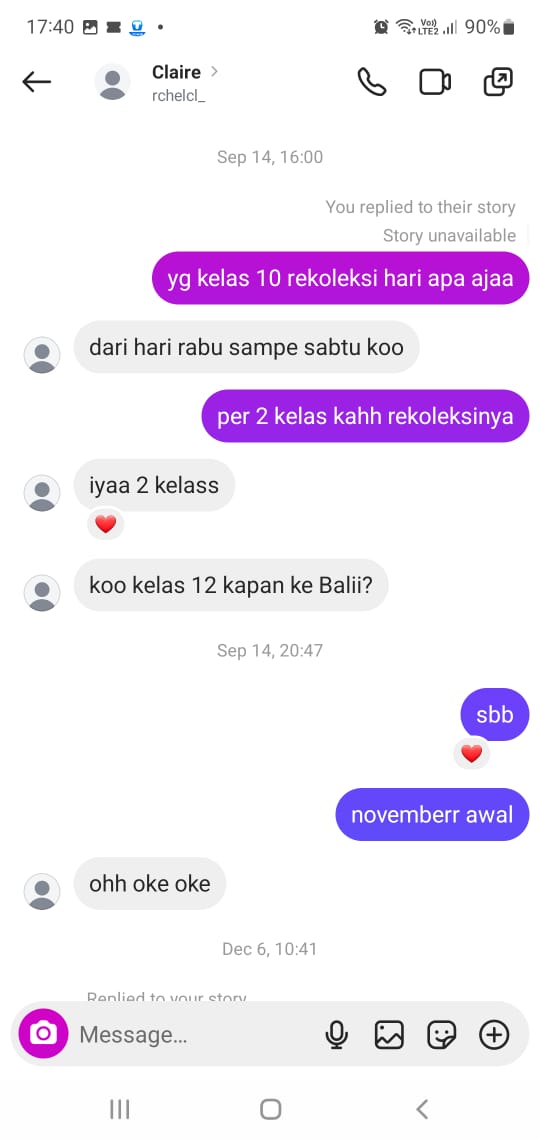 17:40
Vo)) LTE2 90%
Claire
rchelcl_
Sep 14, 16:00
You replied to their story
Story unavailable
yg kelas 10 rekoleksi hari apa ajaa
dari hari rabu sampe sabtu koo
per 2 kelas kahh rekoleksinya
iyaa 2 kelass
koo kelas 12 kapan ke Balii?
Sep 14, 20:47
sbb
novemberr awal
ohh oke oke
Dec 6, 10:41
Replied to your story
Message...